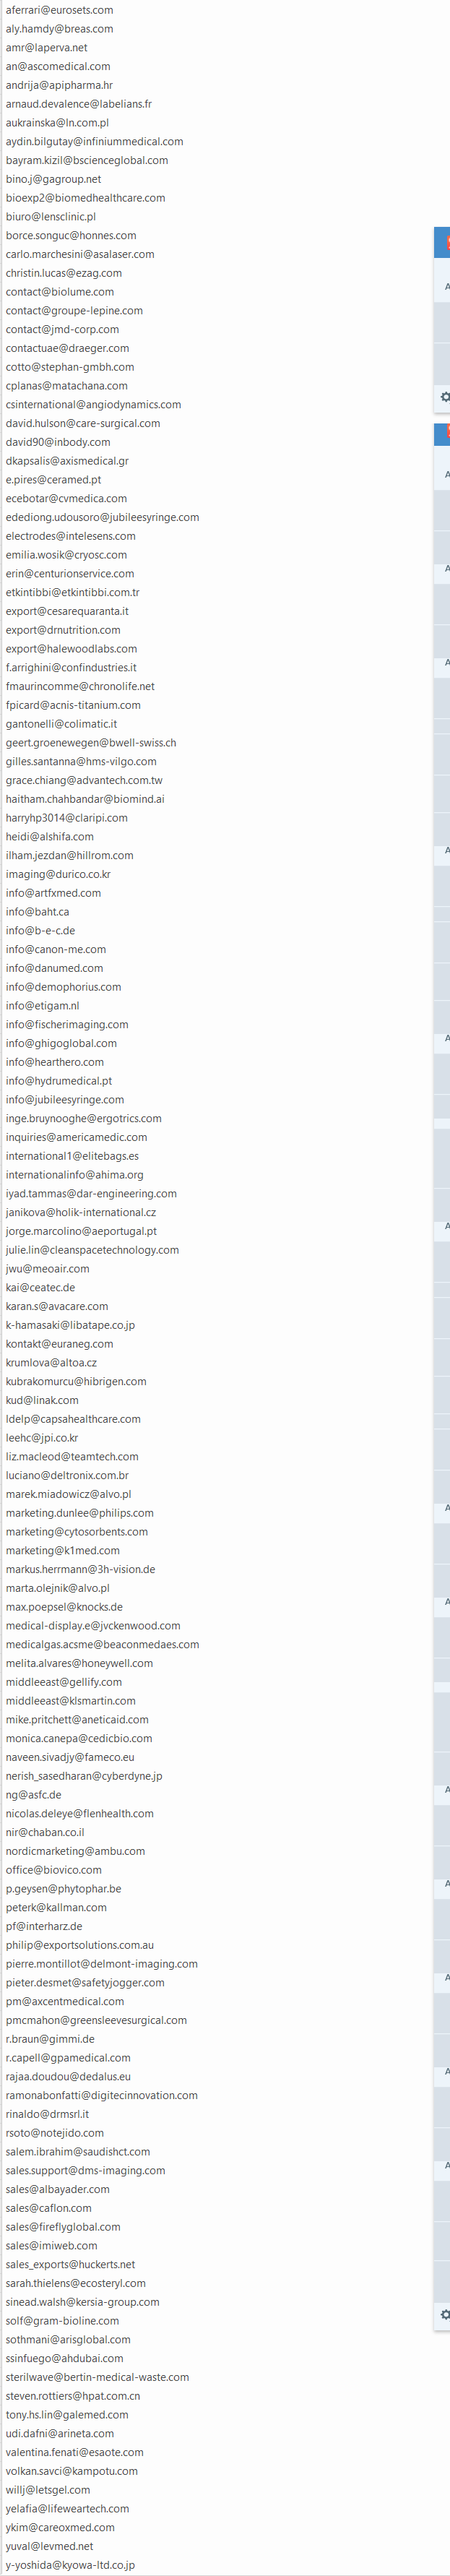 aferrari@eurosets.com
aly.hamdy@breas.com
amr@laperva.net
an@ascomedical.com
andrija@apipharma.hr
arnaud.devalence@labelians.fr
aukrainska@ln.com.pl
aydin.bilgutay@infiniummedical.com
bayram.kizil@bscienceglobal.com
bino.j@gagroup.net
bioexp2@biomedhealthcare.com
biuro@lensclinic.pl
borce.songuc@honnes.com
carlo.marchesini@asalaser.com
christin.lucas@ezag.com
contact@biolume.com
contact@groupe-lepine.com
contact@jmd-corp.com
contactuae@draeger.com
cotto@stephan-gmbh.com
cplanas@matachana.com
csinternational@angiodynamics.com
david.hulson@care-surgical.com
david90@inbody.com
dkapsalis@axismedical.gr
e.pires@ceramed.pt
ecebotar@cvmedica.com
edediong.udousoro@jubileesyringe.com
electrodes@intelesens.com
emilia.wosik@cryosc.com
erin@centurionservice.com
etkintibbi@etkintibbi.com.tr
export@cesarequaranta.it
export@drnutrition.com
export@halewoodlabs.com
f.arrighini@confindustries.it
fmaurincomme@chronolife.net
fpicard@acnis-titanium.com
gantonelli@colimatic.it
geert.groenewegen@bwell-swiss.ch
gilles.santanna@hms-vilgo.com
grace.chiang@advantech.com.tw
haitham.chahbandar@biomind.ai
harryhp3014@claripi.com
heidi@alshifa.com
ilham.jezdan@hillrom.com
imaging@durico.co.kr
info@artfxmed.com
info@baht.ca
info@b-e-c.de
info@canon-me.com
info@danumed.com
info@demophorius.com
info@etigam.nl
info@fischerimaging.com
info@ghigoglobal.com
info@hearthero.com
info@hydrumedical.pt
info@jubileesyringe.com
inge.bruynooghe@ergotrics.com
inquiries@americamedic.com
international1@elitebags.es
internationalinfo@ahima.org
iyad.tammas@dar-engineering.com
janikova@holik-international.cz
jorge.marcolino@aeportugal.pt
julie.lin@cleanspacetechnology.com
jwu@meoair.com
kai@ceatec.de
karan.s@avacare.com
k-hamasaki@libatape.co.jp
kontakt@euraneg.com
krumlova@altoa.cz
kubrakomurcu@hibrigen.com
kud@linak.com
ldelp@capsahealthcare.com
leehc@jpi.co.kr
liz.macleod@teamtech.com
luciano@deltronix.com.br
marek.miadowicz@alvo.pl
marketing.dunlee@philips.com
marketing@cytosorbents.com
marketing@k1med.com
markus.herrmann@3h-vision.de
marta.olejnik@alvo.pl
max.poepsel@knocks.de
medical-display.e@jvckenwood.com
medicalgas.acsme@beaconmedaes.com
melita.alvares@honeywell.com
middleeast@gellify.com
middleeast@klsmartin.com
mike.pritchett@aneticaid.com
monica.canepa@cedicbio.com
naveen.sivadjy@fameco.eu
nerish_sasedharan@cyberdyne.jp
ng@asfc.de
nicolas.deleye@flenhealth.com
nir@chaban.co.il
nordicmarketing@ambu.com
office@biovico.com
p.geysen@phytophar.be
peterk@kallman.com
pf@interharz.de
philip@exportsolutions.com.au
pierre.montillot@delmont-imaging.com
pieter.desmet@safetyjogger.com
pm@axcentmedical.com
pmcmahon@greensleevesurgical.com
r.braun@gimmi.de
r.capell@gpamedical.com
rajaa.doudou@dedalus.eu
ramonabonfatti@digitecinnovation.com
rinaldo@drmsrl.it
rsoto@notejido.com
salem.ibrahim@saudishct.com
sales.support@dms-imaging.com
sales@albayader.com
sales@caflon.com
sales@fireflyglobal.com
sales@imiweb.com
sales_exports@huckerts.net
sarah.thielens@ecosteryl.com
sinead.walsh@kersia-group.com
solf@gram-bioline.com
sothmani@arisglobal.com
ssinfuego@ahdubai.com
sterilwave@bertin-medical-waste.com
steven.rottiers@hpat.com.cn
tony.hs.lin@galemed.com
udi.dafni@arineta.com
valentina.fenati@esaote.com
volkan.savci@kampotu.com
willj@letsgel.com
yelafia@lifeweartech.com
ykim@careoxmed.com
yuval@levmed.net
y-yoshida@kyowa-ltd.co.jp